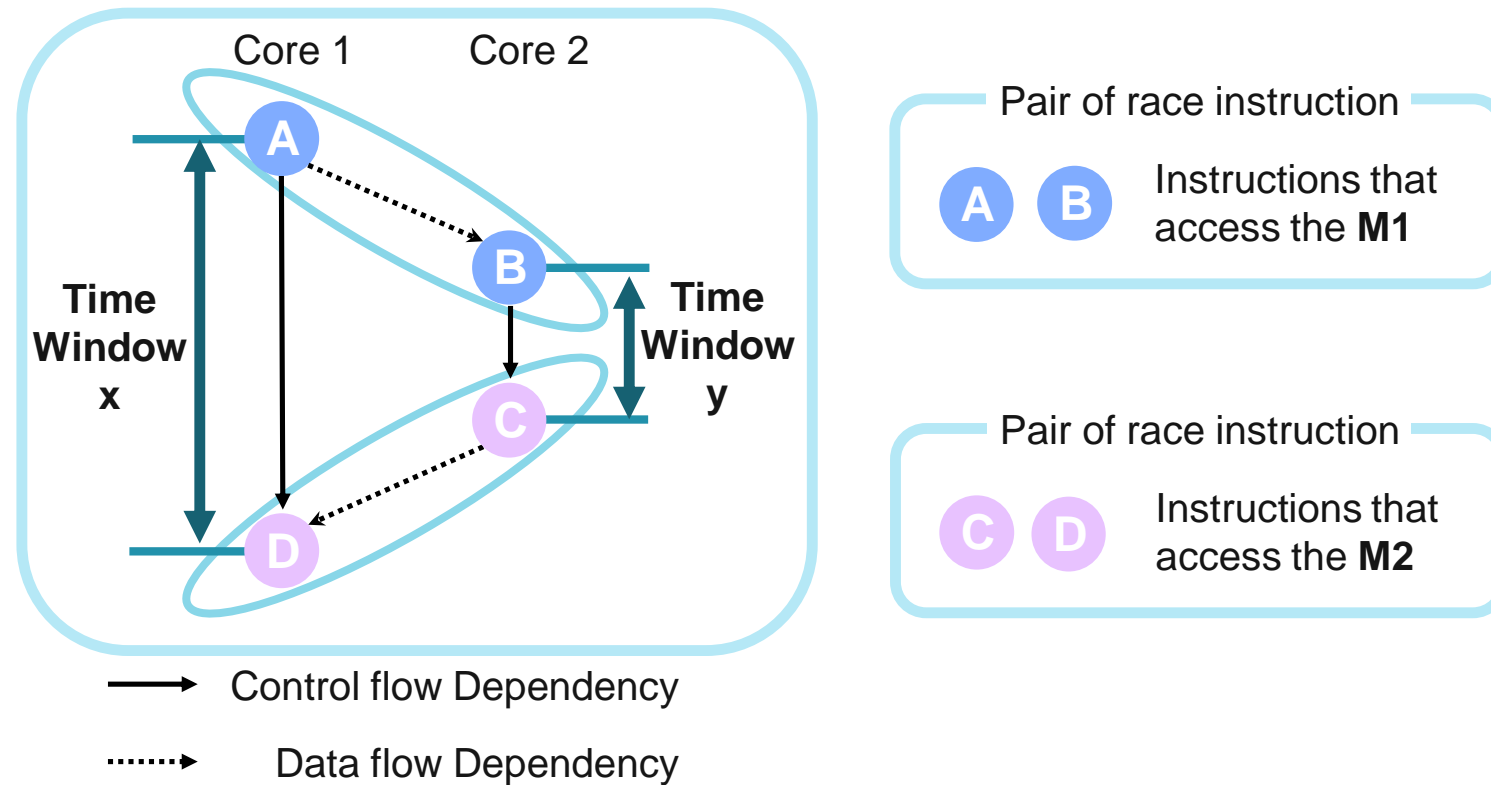 Core 1
Core 2
A
B
C
D
Time
Window
x
Time
Window
y
Control flow Dependency
Data flow Dependency
Pair of race instruction
A B
Instructions that
access the M1
Pair of race instruction
C D
Instructions that
access the M2